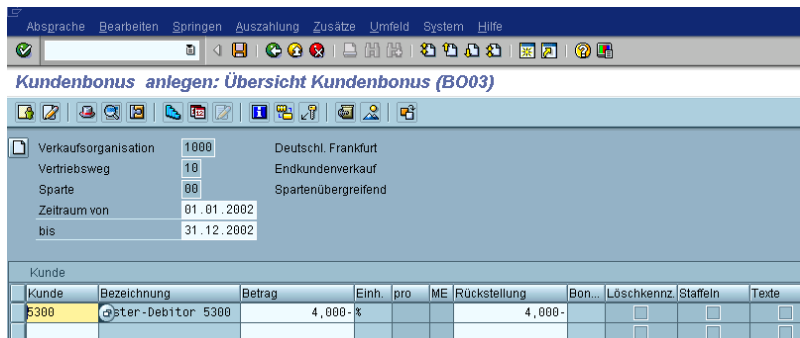 Absprache Bearbeiten Springen Auszahlung Zusätze Umfeld System Hilfe
Kundenbonus anlegen: Übersicht Kundenbonus (BO03)
Verkaufsorganisation 1000 Deutschl. Frankfurt
Vertriebsweg 10 Endkundenverkauf
Sparte 00 Spartenübergreifend
Zeitraum von 01.01.2002
bis 31.12.2002
Kunde
Kunde Bezeichnung Betrag Einh. pro ME Rückstellung Bon... Löschkennz. Staffeln Texte
5300 ster-Debitor 5300 4,000- % 4,000-